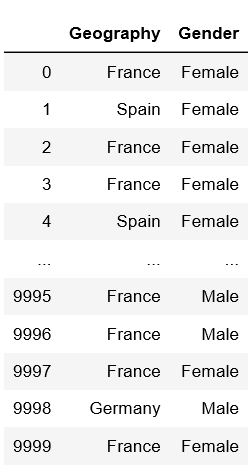 Geography Gender
0 France Female
1 Spain Female
2 France Female
3 France Female
4 Spain Female
... ... ...
9995 France Male
9996 France Male
9997 France Female
9998 Germany Male
9999 France Female